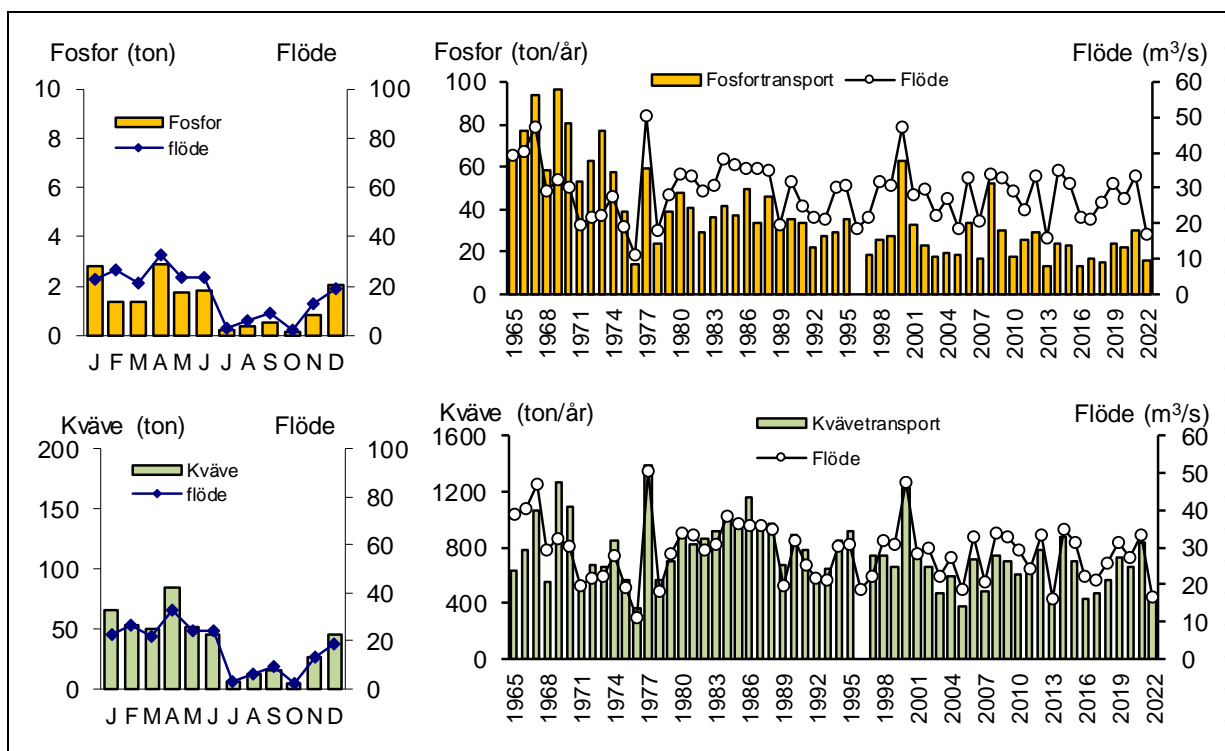 Fosfor (ton) Flöde
10 100
8 80
6 60
4 40
2 20
0 0
Fosfor
flöde
J F M A M J J A S O N D
Fosfor (ton/år) Flöde (m³/s)
100 60
80 50
60 40
40 30
20 20
0 10
0
Fosfortransport Flöde
1965 1968 1971 1974 1977 1980 1983 1986 1989 1992 1995 1998 2001 2004 2007 2010 2013 2016 2019 2022
Kväve (ton) Flöde
200 100
150 80
100 60
50 40
0 20
0
Kväve
flöde
J F M A M J J A S O N D
Kväve (ton/år) Flöde (m³/s)
1600 60
1200 50
800 40
400 30
0 20
10
0
Kvävetransport
Flöde
1965 1968 1971 1974 1977 1980 1983 1986 1989 1992 1995 1998 2001 2004 2007 2010 2013 2016 2019 2022